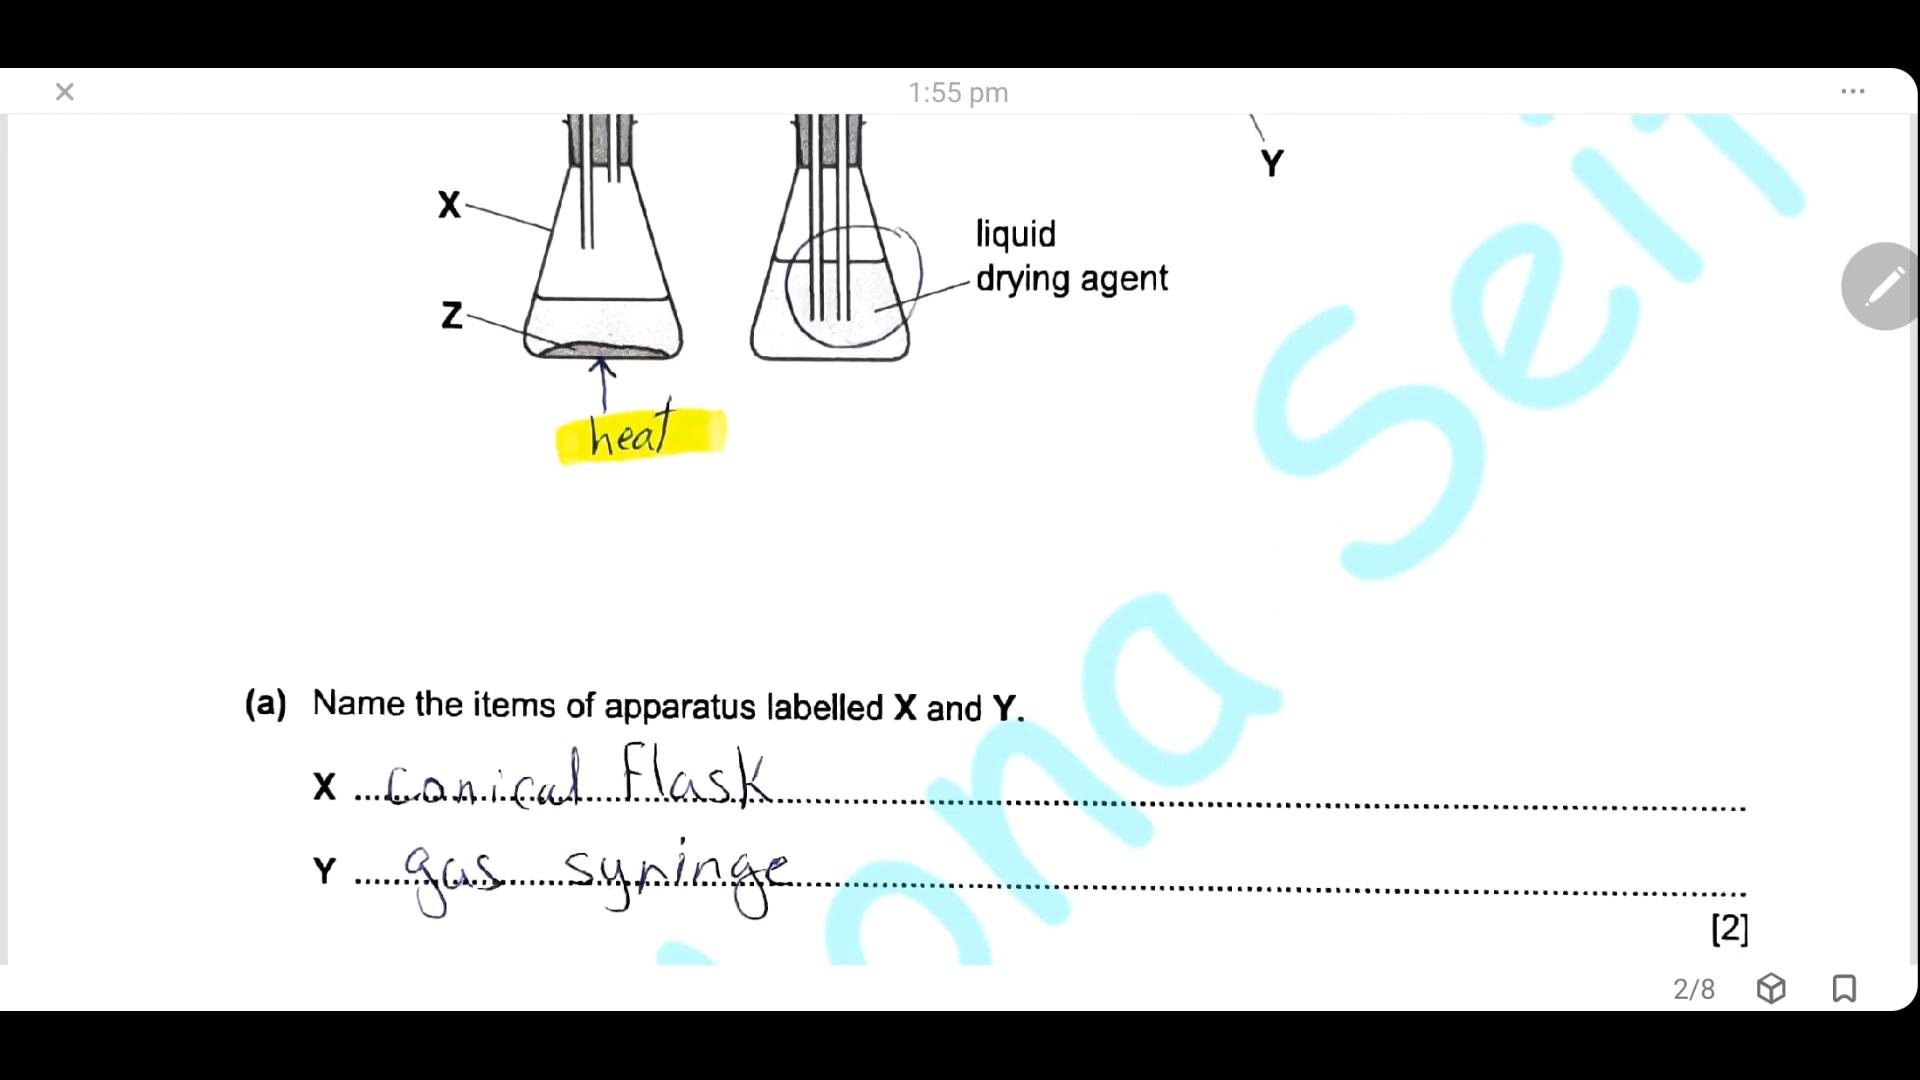 1:55 pm
Y
X
liquid
drying agent
Z
heat
(a) Name the items of apparatus labelled X and Y.
X conical Flask
Y gas syringe
[2]
2/8